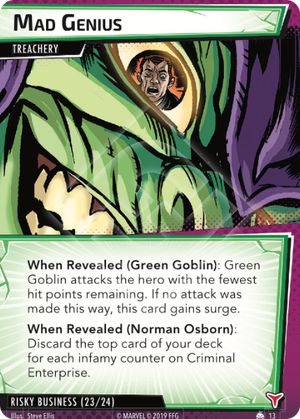 Mad Genius
TREACHERY
When Revealed (Green Goblin): Green
Goblin attacks the hero with the fewest
hit points remaining. If no attack was
made this way, this card gains surge.
When Revealed (Norman Osborn):
Discard the top card of your deck
for each infamy counter on Criminal
Enterprise.
RISKY BUSINESS (23/24)
Illus. Steve Ellis
© MARVEL © 2019 FFG
13